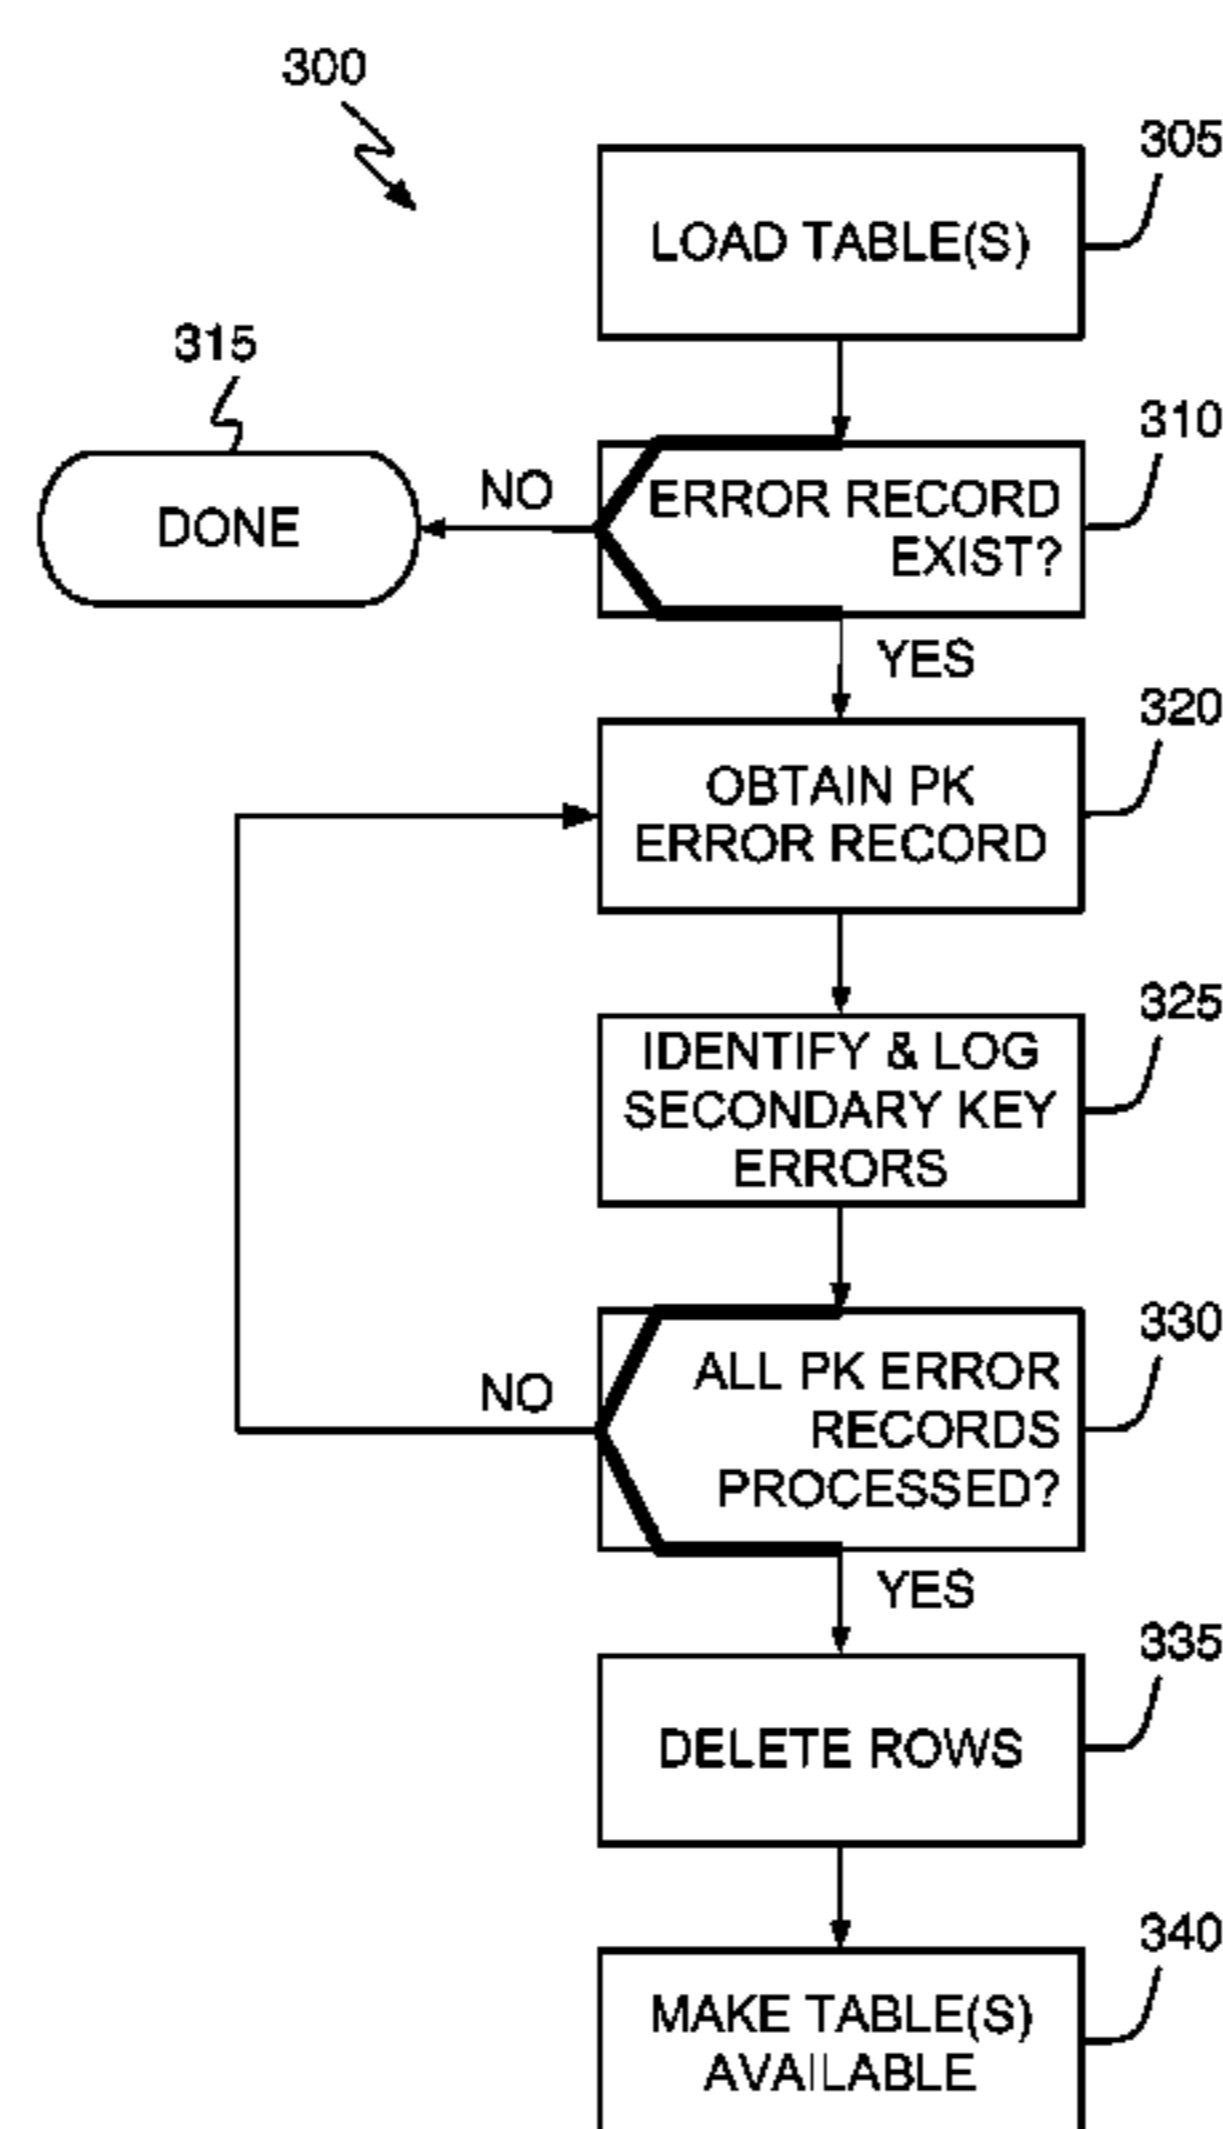 300
305
LOAD TABLE(S)
315
310
DONE
NO
ERROR RECORD
EXIST?
YES
320
OBTAIN PK
ERROR RECORD
325
IDENTIFY & LOG
SECONDARY KEY
ERRORS
330
NO
ALL PK ERROR
RECORDS
PROCESSED?
YES
335
DELETE ROWS
340
MAKE TABLE(S)
AVAILABLE